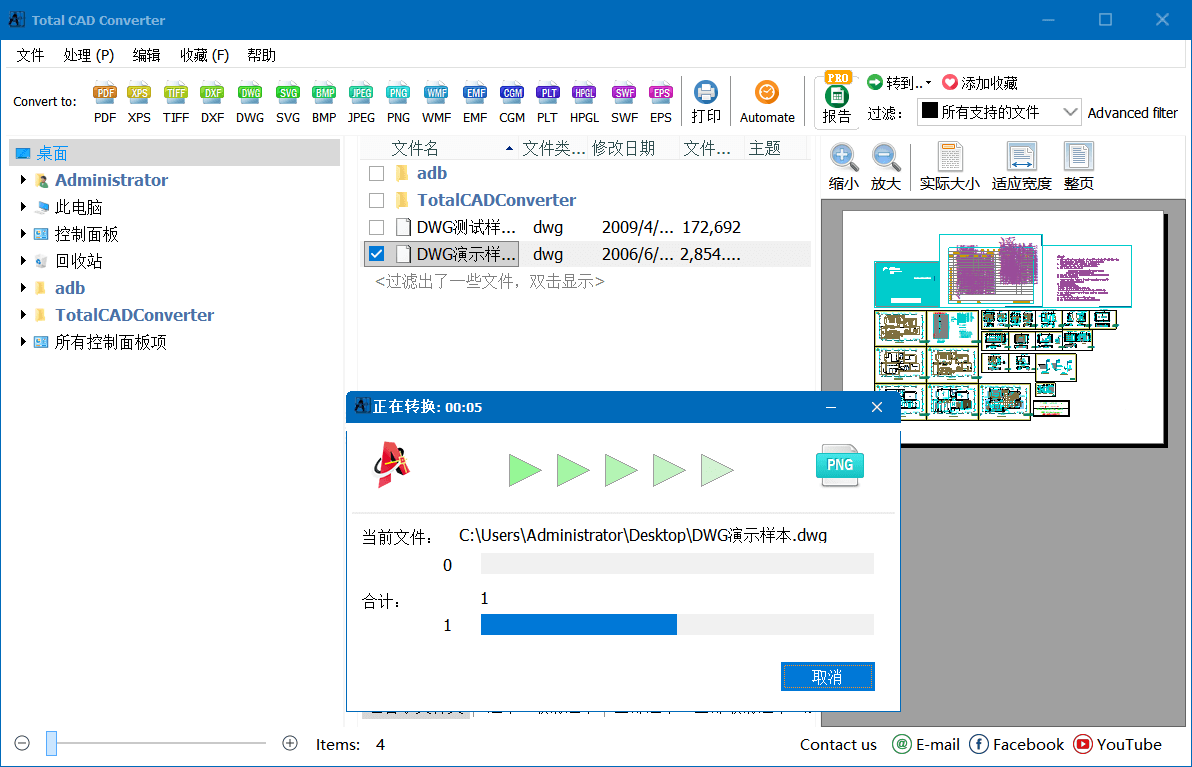 Total CAD Converter
文件 处理 (P) 编辑 收藏 (F) 帮助
Convert to:
PDF XPS TIFF DXF DWG SVG BMP JPEG PNG WMF EMF CGM PLT HPGL SWF EPS
PDF XPS TIFF DXF DWG SVG BMP JPEG PNG WMF EMF CGM PLT HPGL SWF EPS
打印
Automate
PRO
报告
转到.. 添加收藏
过滤: 所有支持的文件 Advanced filter
桌面
Administrator
此电脑
控制面板
回收站
adb
TotalCADConverter
所有控制面板项
文件名 文件类... 修改日期 文件... 主题
adb
TotalCADConverter
DWG测试样... dwg 2009/4/... 172,692
DWG演示样... dwg 2006/6/... 2,854....
<过滤出了一些文件，双击显示>
缩小 放大 实际大小 适应宽度 整页
正在转换: 00:05
PNG
当前文件: C:\Users\Administrator\Desktop\DWG演示样本.dwg
0
合计: 1
1
取消
Items: 4
Contact us E-mail Facebook YouTube